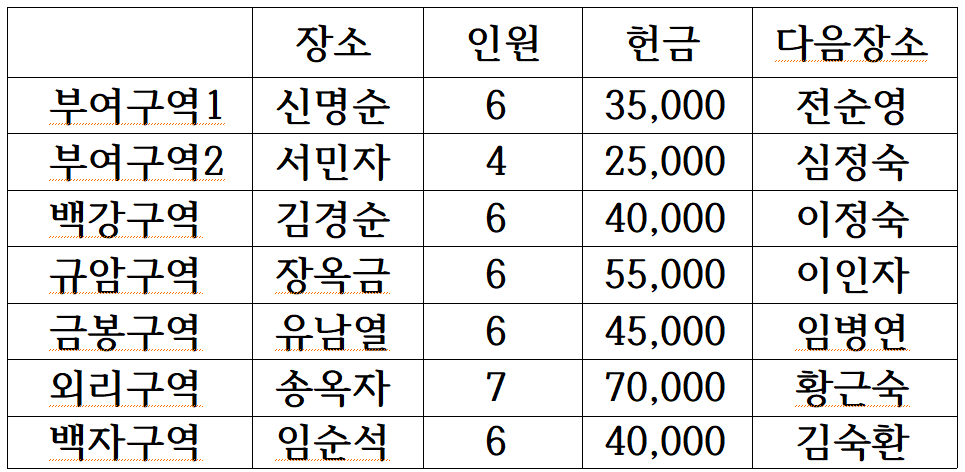 장소 인원 헌금 다음장소
부여구역1 신명순 6 35,000 전순영
부여구역2 서민자 4 25,000 심정숙
백강구역 김경순 6 40,000 이정숙
규암구역 장옥금 6 55,000 이인자
금봉구역 유남열 6 45,000 임병연
외리구역 송옥자 7 70,000 황근숙
백자구역 임순석 6 40,000 김숙환